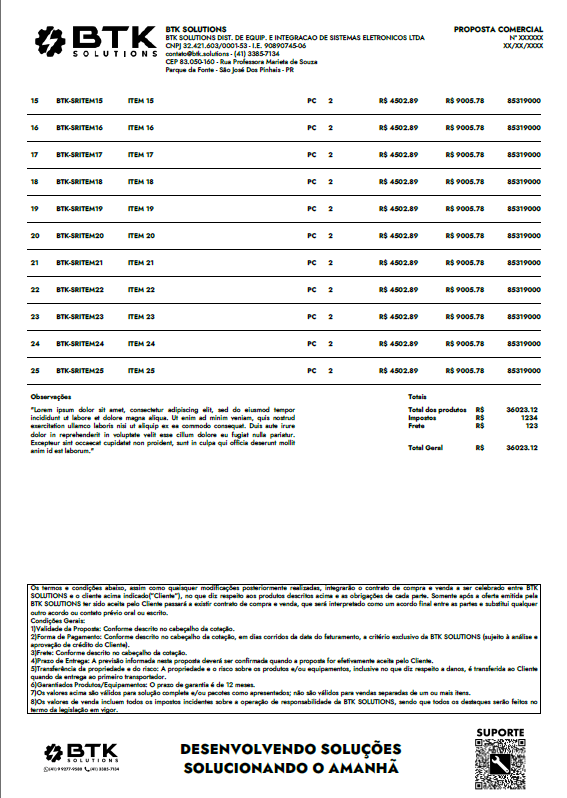 BTK
SOLUTIONS
BTK SOLUTIONS
BTK SOLUTIONS DIST. DE EQUIP. E INTEGRACAO DE SISTEMAS ELETRONICOS LTDA
CNPJ 32.421.603/0001-53 - I.E. 90890745-06
contato@btk.solutions - (41) 3385-7134
CEP 83.050-160 - Rua Professora Marieta de Souza
Parque da Fonte - São José Dos Pinhais - PR
PROPOSTA COMERCIAL
N° XXXXXX
XX/XX/XXXX
15 BTK-SRITEM15 ITEM 15 PC 2 R$ 4502.89 R$ 9005.78 85319000
16 BTK-SRITEM16 ITEM 16 PC 2 R$ 4502.89 R$ 9005.78 85319000
17 BTK-SRITEM17 ITEM 17 PC 2 R$ 4502.89 R$ 9005.78 85319000
18 BTK-SRITEM18 ITEM 18 PC 2 R$ 4502.89 R$ 9005.78 85319000
19 BTK-SRITEM19 ITEM 19 PC 2 R$ 4502.89 R$ 9005.78 85319000
20 BTK-SRITEM20 ITEM 20 PC 2 R$ 4502.89 R$ 9005.78 85319000
21 BTK-SRITEM21 ITEM 21 PC 2 R$ 4502.89 R$ 9005.78 85319000
22 BTK-SRITEM22 ITEM 22 PC 2 R$ 4502.89 R$ 9005.78 85319000
23 BTK-SRITEM23 ITEM 23 PC 2 R$ 4502.89 R$ 9005.78 85319000
24 BTK-SRITEM24 ITEM 24 PC 2 R$ 4502.89 R$ 9005.78 85319000
25 BTK-SRITEM25 ITEM 25 PC 2 R$ 4502.89 R$ 9005.78 85319000
Observações
"Lorem ipsum dolor sit amet, consectetur adipiscing elit, sed do eiusmod tempor
incididunt ut labore et dolore magna aliqua. Ut enim ad minim veniam, quis nostrud
exercitation ullamco laboris nisi ut aliquip ex ea commodo consequat. Duis aute irure
dolor in reprehenderit in voluptate velit esse cillum dolore eu fugiat nulla pariatur.
Excepteur sint occaecat cupidatat non proident, sunt in culpa qui officia deserunt mollit
anim id est laborum."
Totais
Total dos produtos R$ 36023.12
Impostos R$ 1234
Frete R$ 123
Total Geral R$ 36023.12
Os termos e condições abaixo, assim como quaisquer modificações posteriormente realizadas, integrarão o contrato de compra e venda a ser celebrado entre BTK
SOLUTIONS e o cliente acima indicado("Cliente"), no que diz respeito aos produtos descritos acima e as obrigações de cada parte. Somente após a oferta emitida pela
BTK SOLUTIONS ter sido aceita pelo Cliente passará a existir contrato de compra e venda, que será interpretado como um acordo final entre as partes e substitui qualquer
outro acordo ou contato prévio oral ou escrito.
Condições Gerais:
1)Validade da Proposta: Conforme descrito no cabeçalho da cotação.
2)Forma de Pagamento: Conforme descrito no cabeçalho da cotação, em dias corridos da data do faturamento, a critério exclusivo da BTK SOLUTIONS (sujeito à análise e
aprovação de crédito do Cliente).
3)Frete: Conforme descrito no cabeçalho da cotação.
4)Prazo de Entrega: A previsão informada neste proposta deverá ser confirmada quando a proposta for efetivamente aceita pelo Cliente.
5)Transferência da propriedade e do risco: A propriedade e o risco sobre os produtos e/ou equipamentos, inclusive no que diz respeito a danos, é transferida ao Cliente
quando da entrega ao primeiro transportador.
6)Garantiados Produtos/Equipamentos: O prazo de garantia é de 12 meses.
7)Os valores acima são válidos para solução complete e/ou pacotes como apresentados; não são válidos para vendas separadas de um ou mais itens.
8)Os valores de venda incluem todos os impostos incidentes sobre a operação de responsabilidade da BTK SOLUTIONS, sendo que todos os destaques serão feitos no
termo da legislação em vigor.
BTK
SOLUTIONS
(41) 9 9277-9588 (41) 3385-7134
DESENVOLVENDO SOLUÇÕES
SOLUCIONANDO O AMANHÃ
SUPORTE